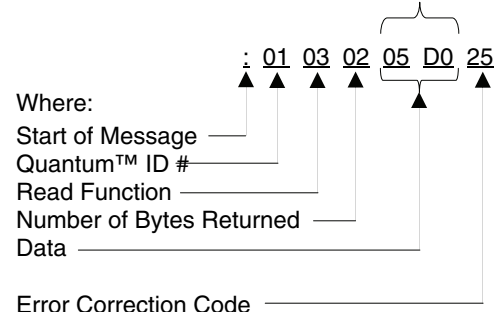 : 01 03 02 05 D0 25
Where:
Start of Message
Quantum™ ID #
Read Function
Number of Bytes Returned
Data
Error Correction Code